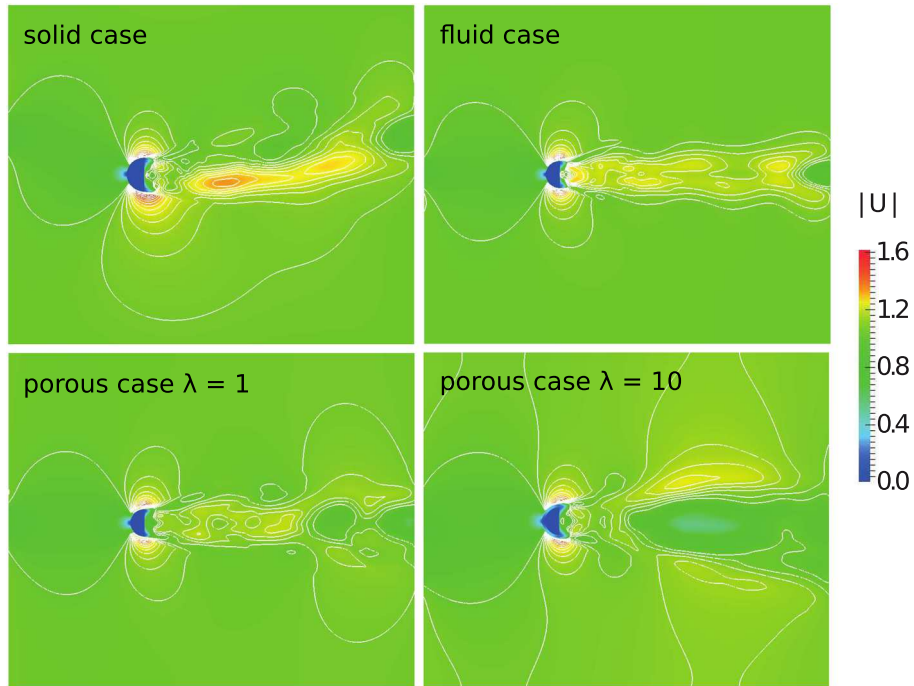 solid case
fluid case
|U|
1.6
1.2
0.8
0.4
0.0
porous case λ = 1
porous case λ = 10